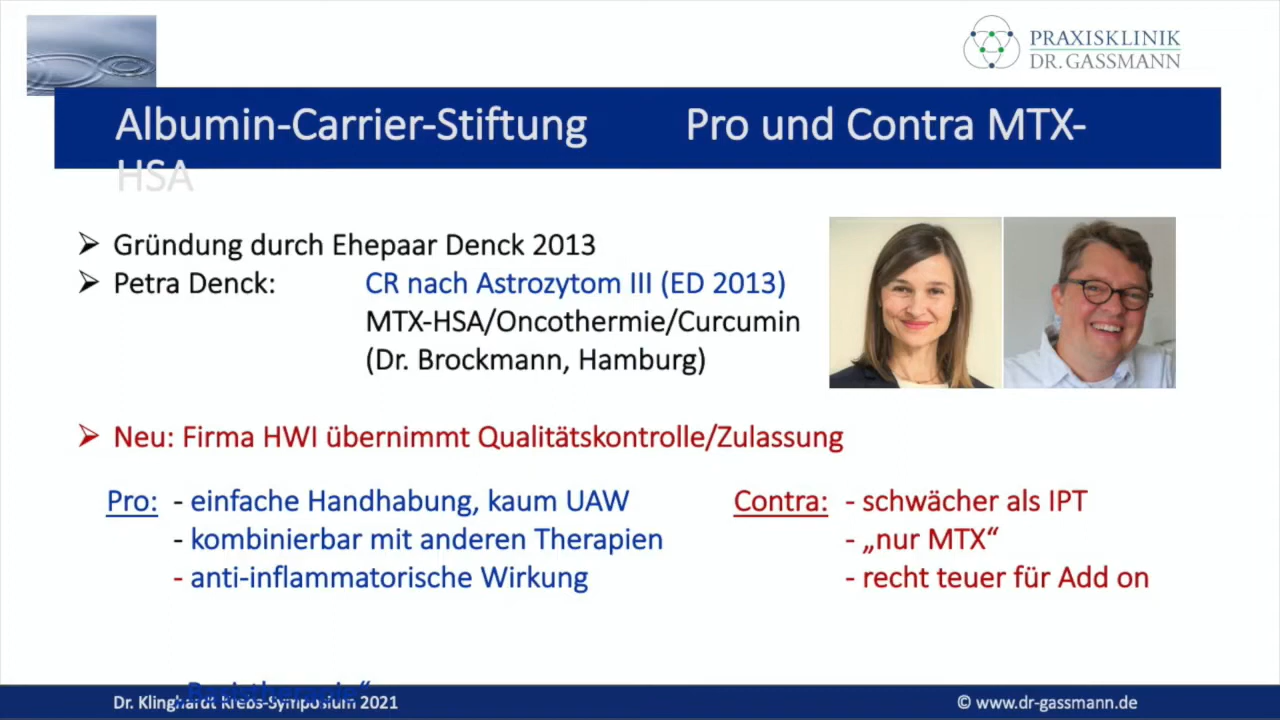 PRAXISKLINIK
DR. GASSMANN
Albumin-Carrier-Stiftung Pro und Contra MTX-
HSA
➢ Gründung durch Ehepaar Denck 2013
➢ Petra Denck: CR nach Astrozytom III (ED 2013)
MTX-HSA/Oncothermie/Curcumin
(Dr. Brockmann, Hamburg)
➢ Neu: Firma HWI übernimmt Qualitätskontrolle/Zulassung
Pro: - einfache Handhabung, kaum UAW
- kombinierbar mit anderen Therapien
- anti-inflammatorische Wirkung
Contra: - schwächer als IPT
- „nur MTX“
- recht teuer für Add on
„Basistherapie“
Dr. Klinghardt Krebs-Symposium 2021
© www.dr-gassmann.de